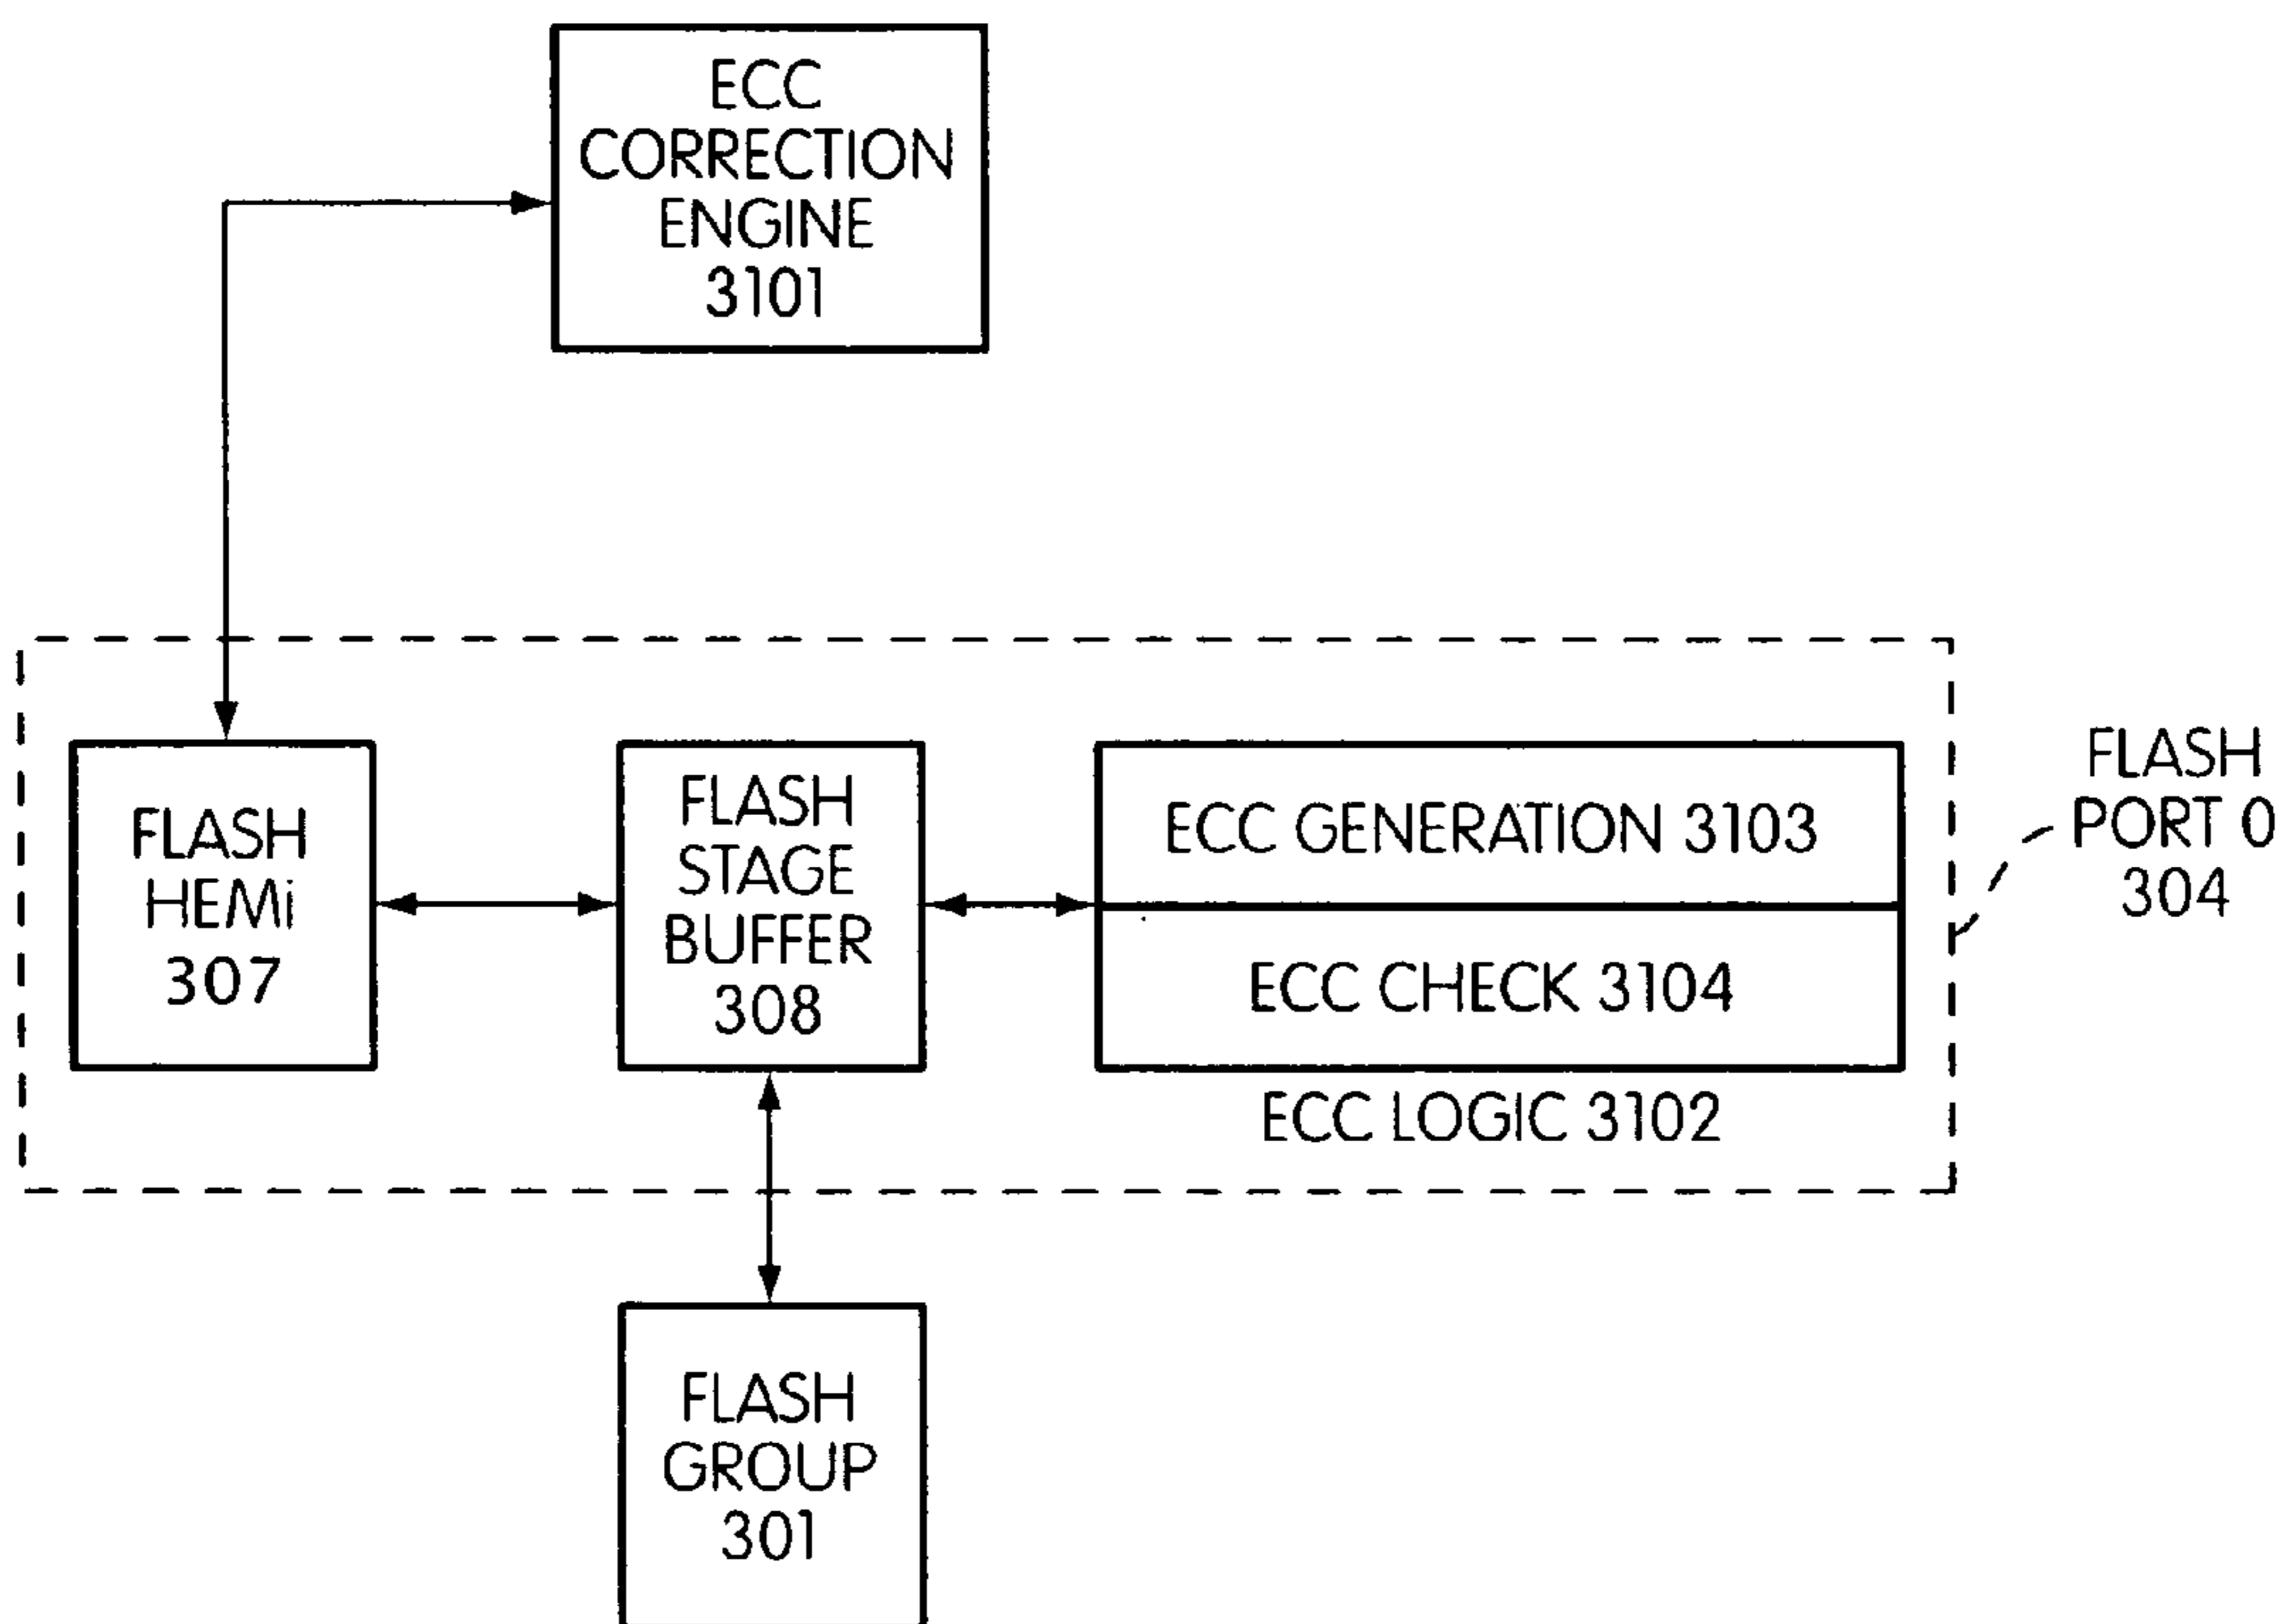 ECC
CORRECTION
ENGINE
3101
FLASH
HEMi
307
FLASH
STAGE
BUFFER
308
ECC GENERATION 3103
ECC CHECK 3104
ECC LOGIC 3102
FLASH
PORT 0
304
FLASH
GROUP
301